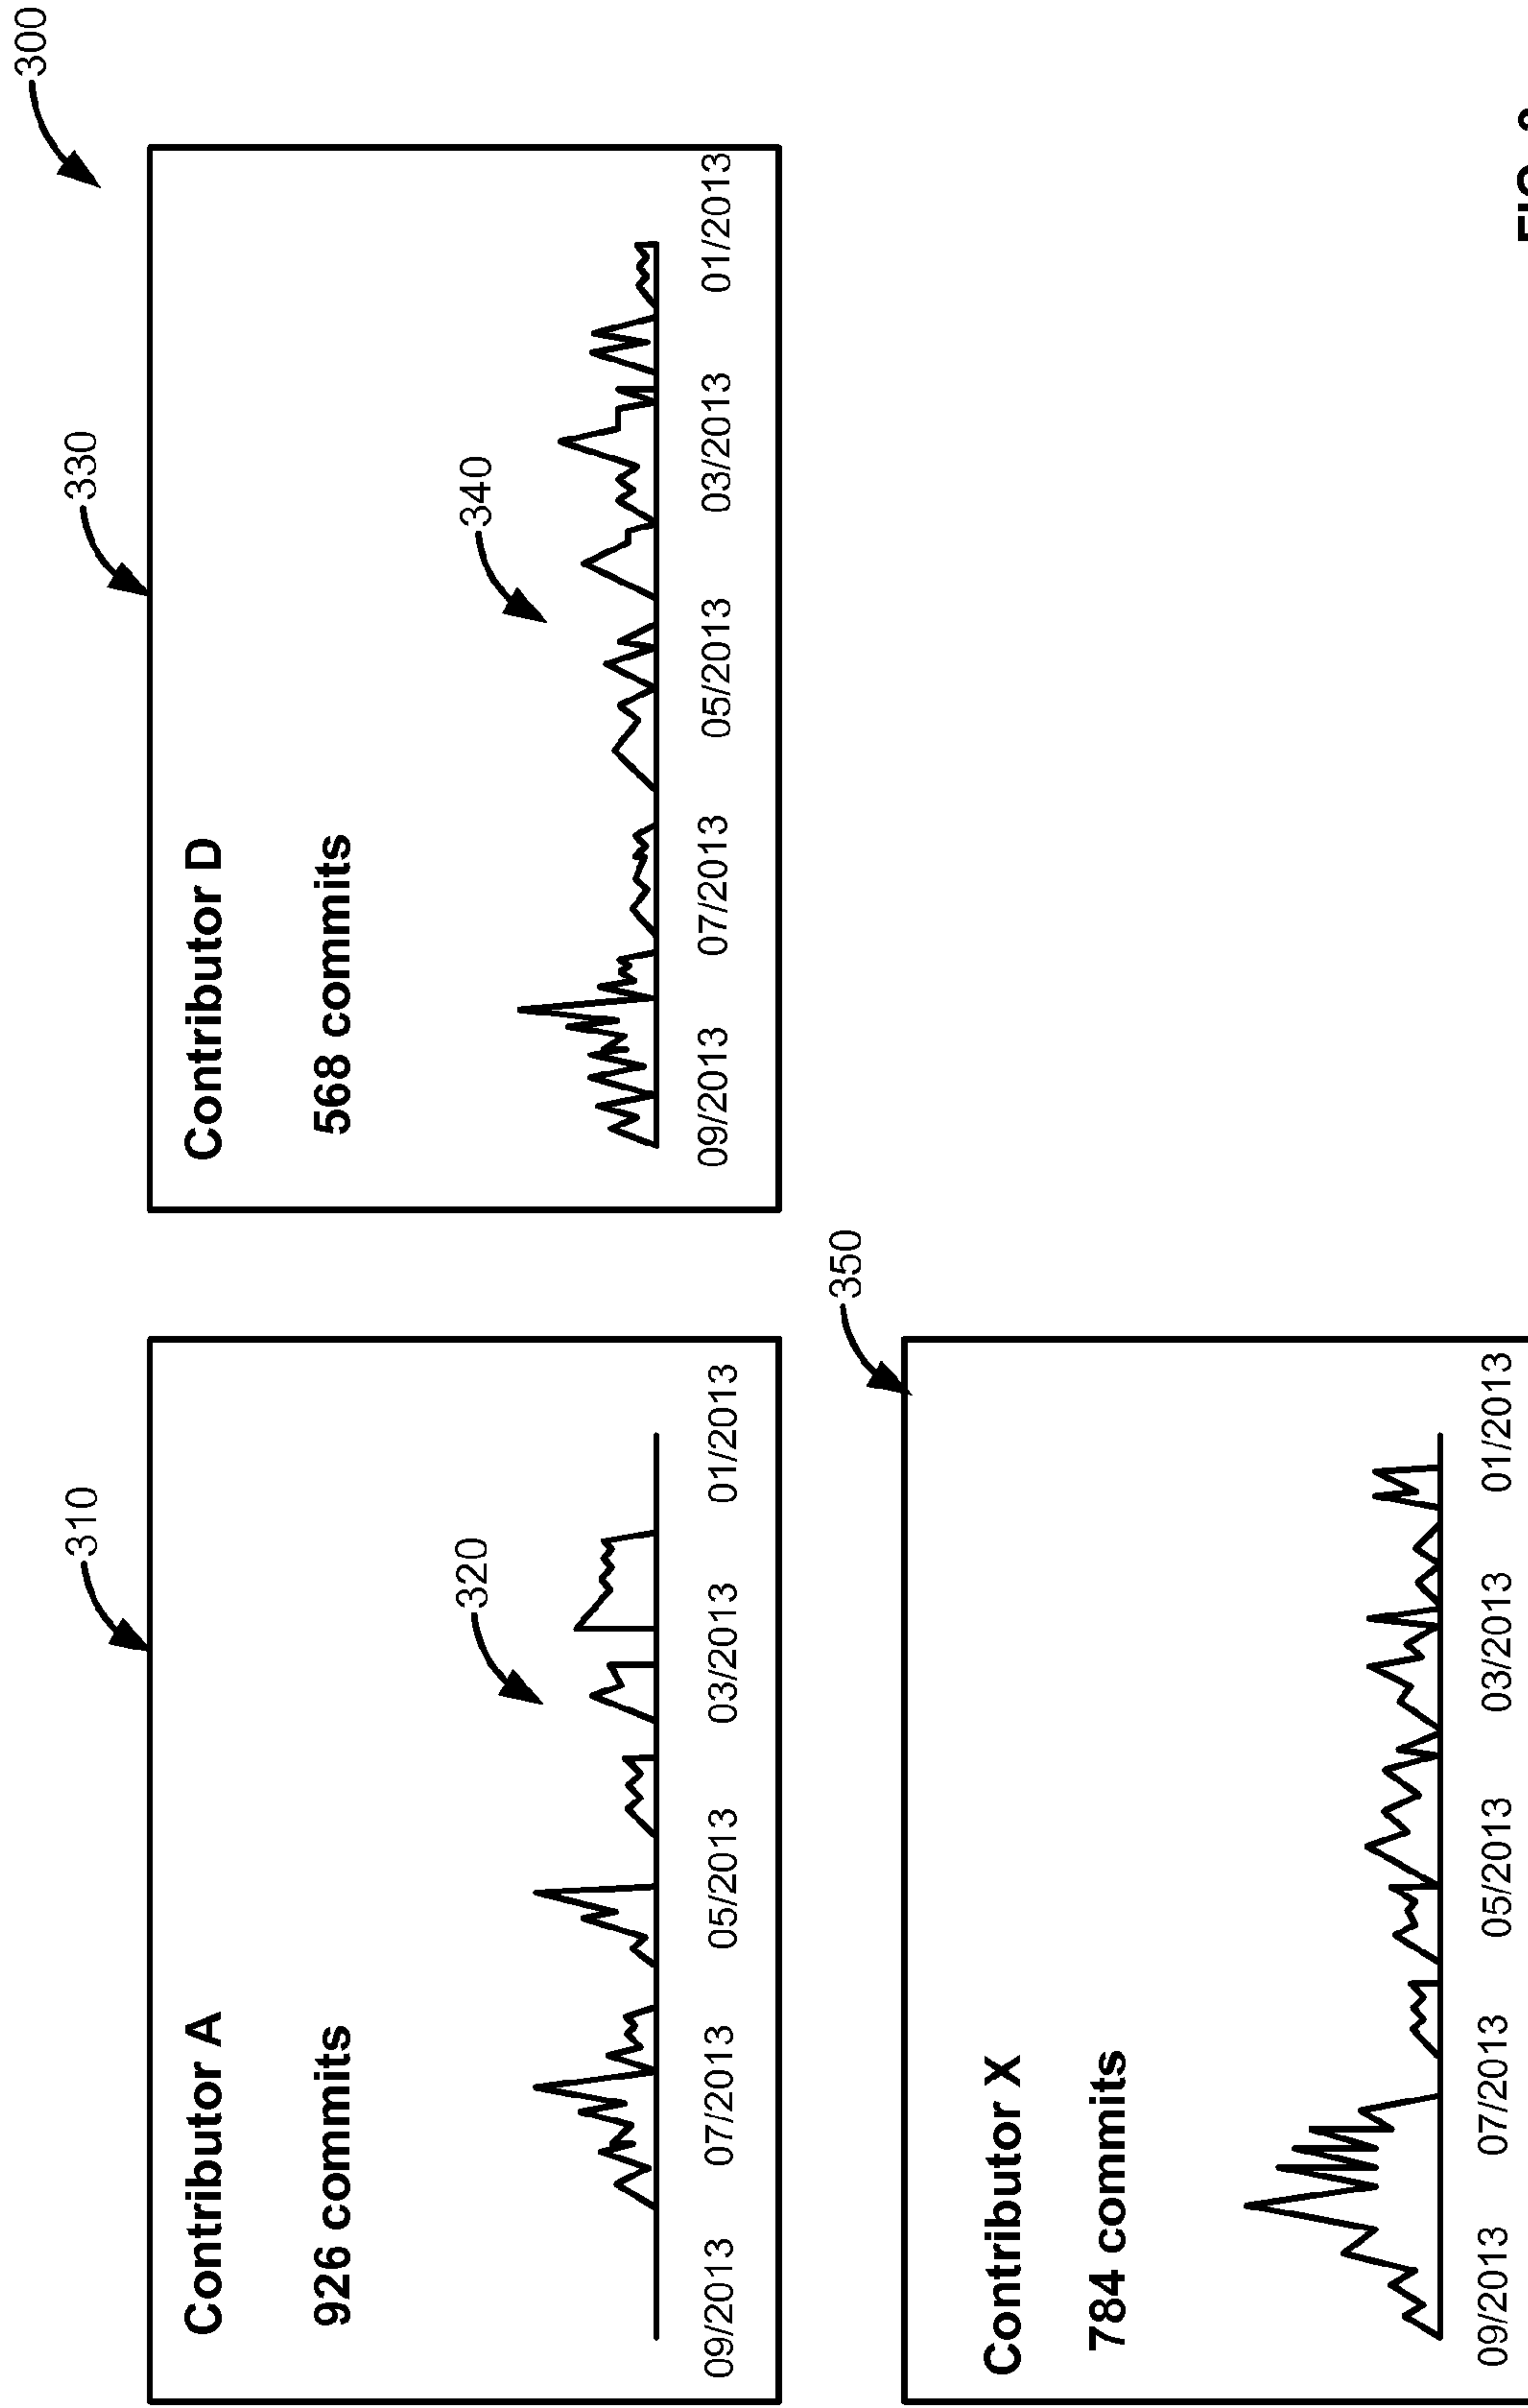 300
310
Contributor A
926 commits
320
09/2013 07/2013 05/2013 03/2013 01/2013
330
Contributor D
568 commits
340
09/2013 07/2013 05/2013 03/2013 01/2013
350
Contributor X
784 commits
09/2013 07/2013 05/2013 03/2013 01/2013
FIG.